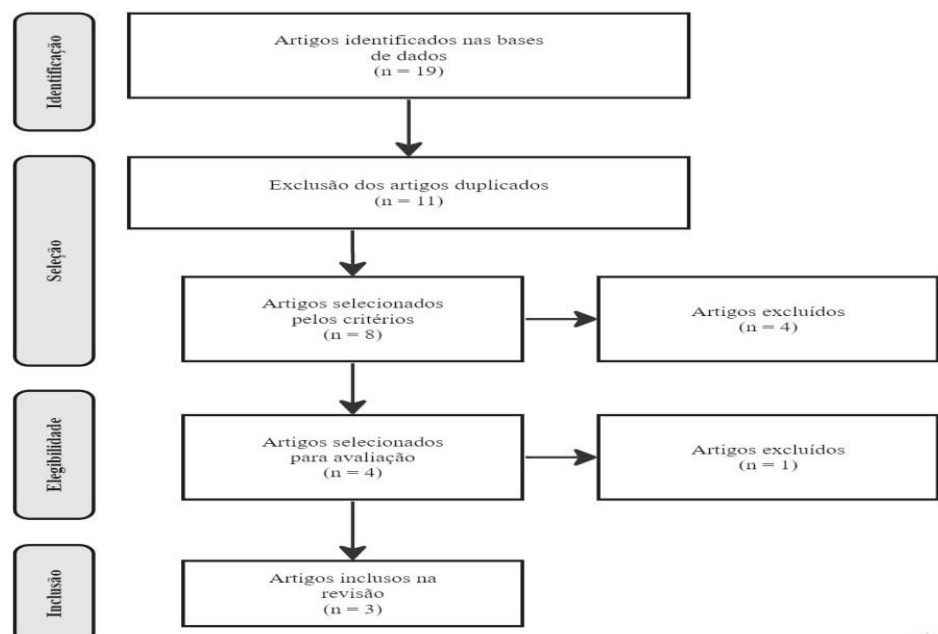 Identificação
Artigos identificados nas bases
de dados
(n = 19)
Seleção
Exclusão dos artigos duplicados
(n = 11)
Artigos selecionados
pelos critérios
(n = 8)
Artigos excluídos
(n = 4)
Elegibilidade
Artigos selecionados
para avaliação
(n = 4)
Artigos excluídos
(n = 1)
Inclusão
Artigos inclusos na
revisão
(n = 3)